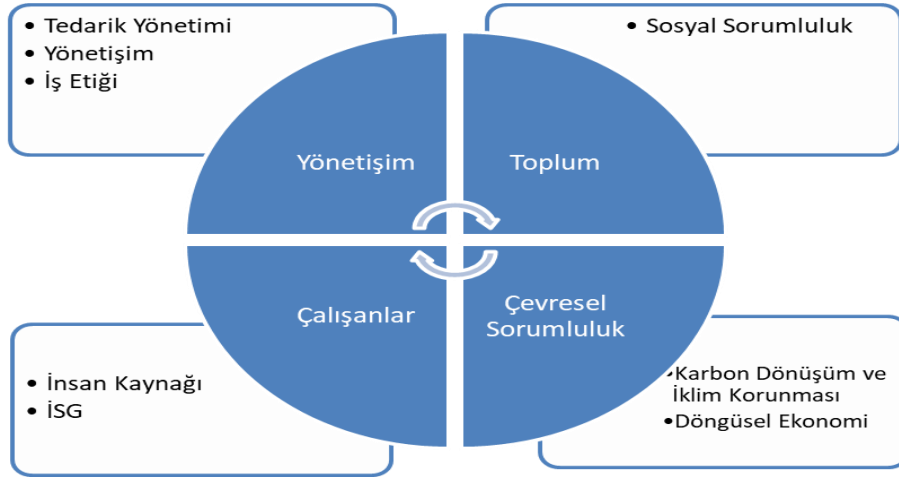 • Tedarik Yönetimi
• Yönetişim
• İş Etiği
• Sosyal Sorumluluk
Yönetişim
Toplum
Çalışanlar
Çevresel
Sorumluluk
• İnsan Kaynağı
• İSG
•Karbon Dönüşüm ve
İklim Korunması
•Döngüsel Ekonomi